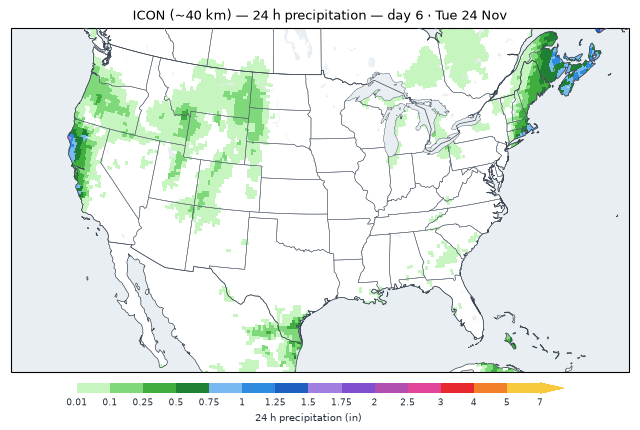 ICON (~40 km) — 24 h precipitation — day 6 · Tue 24 Nov
0.01 0.1 0.25 0.5 0.75 1 1.25 1.5 1.75 2 2.5 3 4 5 7
24 h precipitation (in)